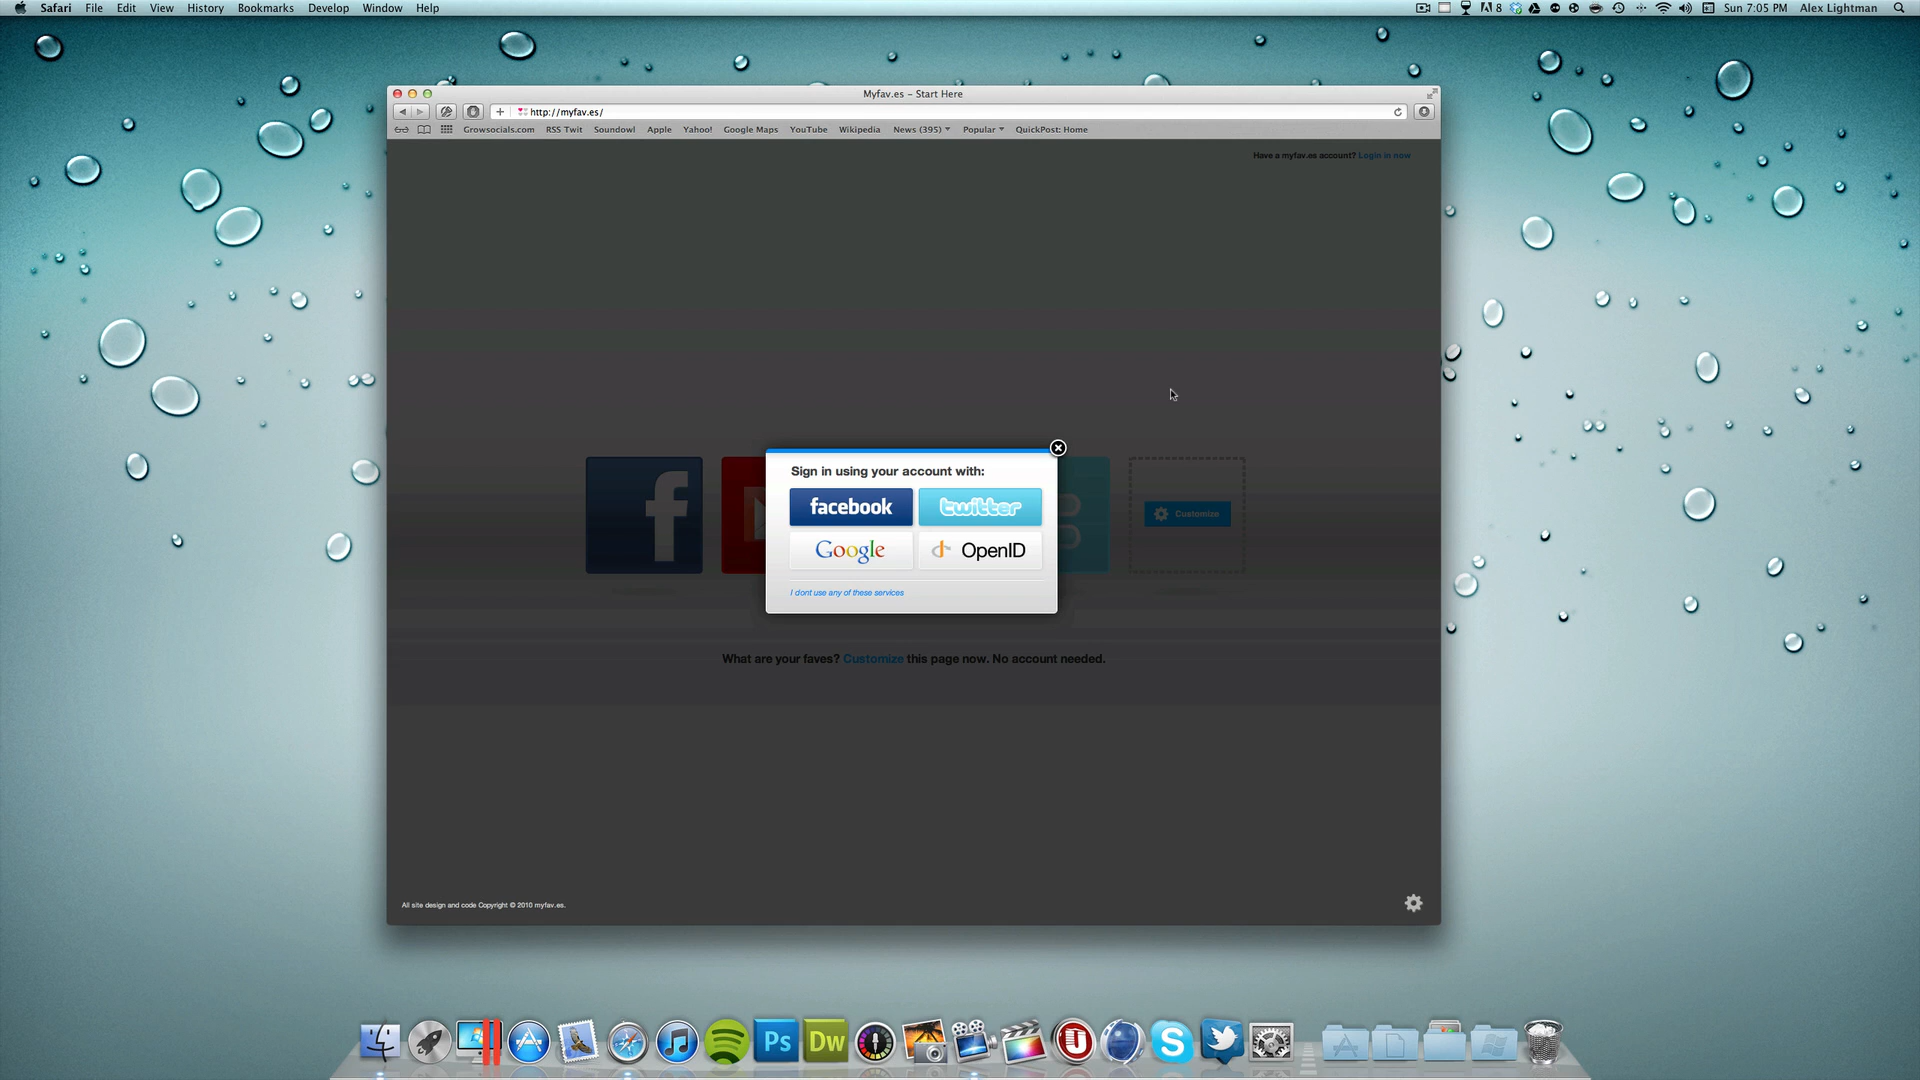 Safari File Edit View History Bookmarks Develop Window Help
8 Sun 7:05 PM Alex Lightman
Myfav.es – Start Here
http://myfav.es/
Growsocials.com RSS Twit Soundowl Apple Yahoo! Google Maps YouTube Wikipedia News (395) Popular QuickPost: Home
Have a myfav.es account? Login in now
Sign in using your account with:
facebook twitter
Google OpenID
I dont use any of these services
f
Customize
What are your faves? Customize this page now. No account needed.
All site design and code Copyright © 2010 myfav.es.
Ps Dw U S